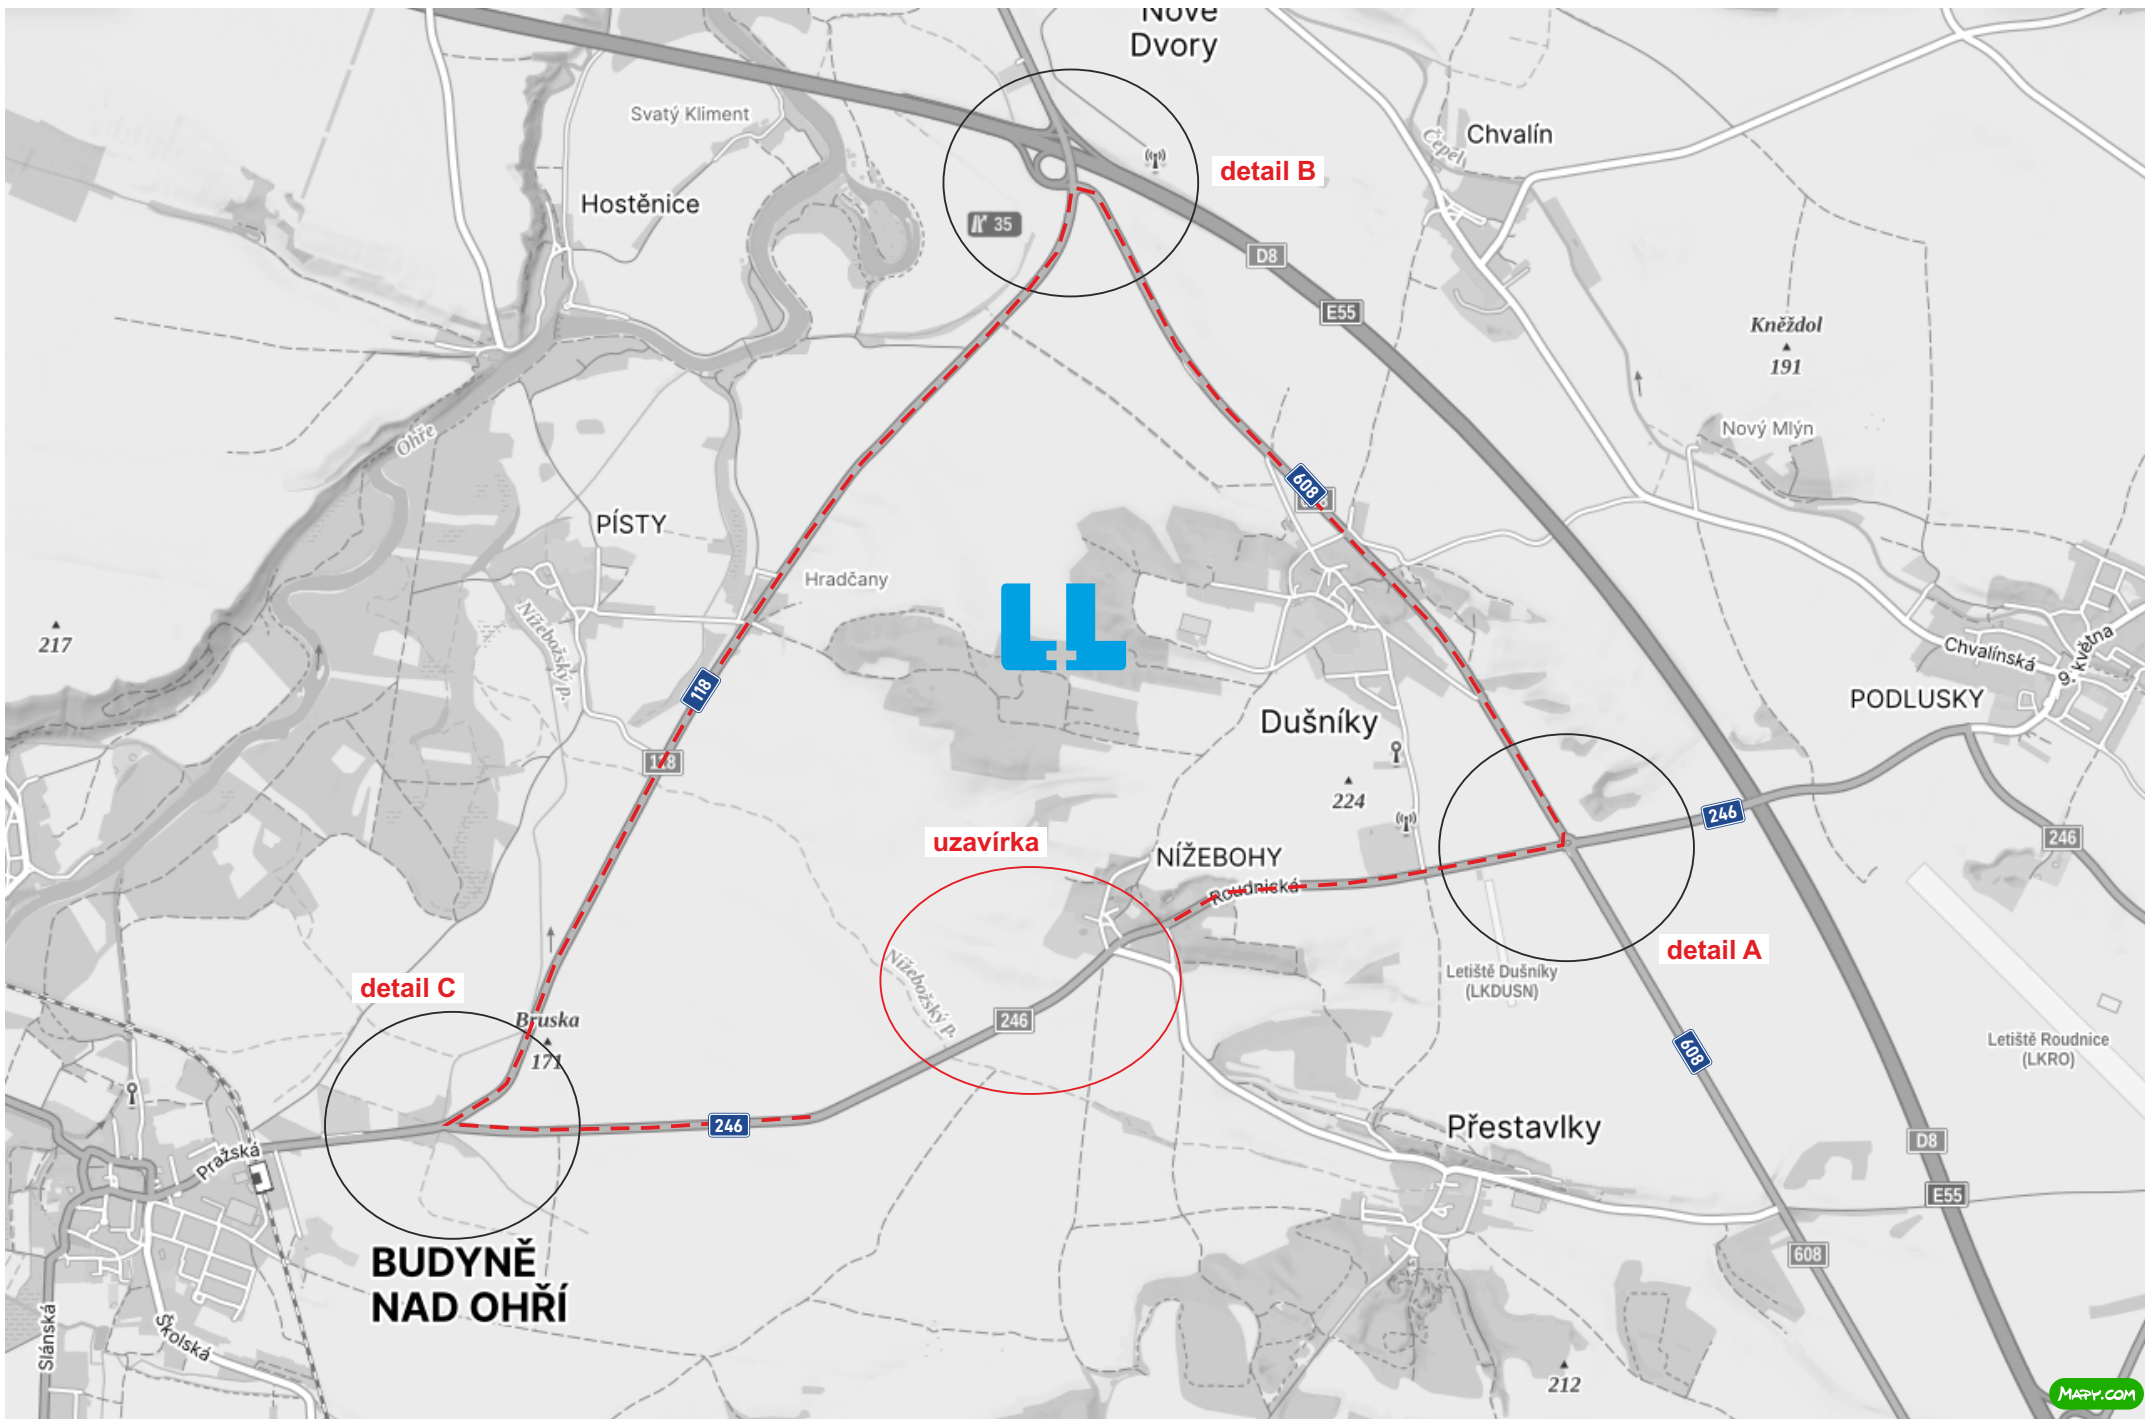 Nové
Dvory
Svatý Kliment
Chvalín
Čepel
detail B
Hostěnice
35
D8
E55
Kněždol
191
Ohře
Nový Mlýn
608
PÍSTY
Hradčany
Nížebožský p.
217
L+L
Chvalínská
9. května
118
PODLUSKY
Dušníky
118
224
246
uzavírka
246
NÍŽEBOHY
Roudnická
detail A
Nížebožský p.
Letiště Dušníky
(LKDUSN)
detail C
Bruska
171
246
608
Letiště Roudnice
(LKRO)
246
Přestavlky
D8
Pražská
E55
BUDYNĚ
NAD OHŘÍ
608
Slánská
Školská
212
MAPY.COM